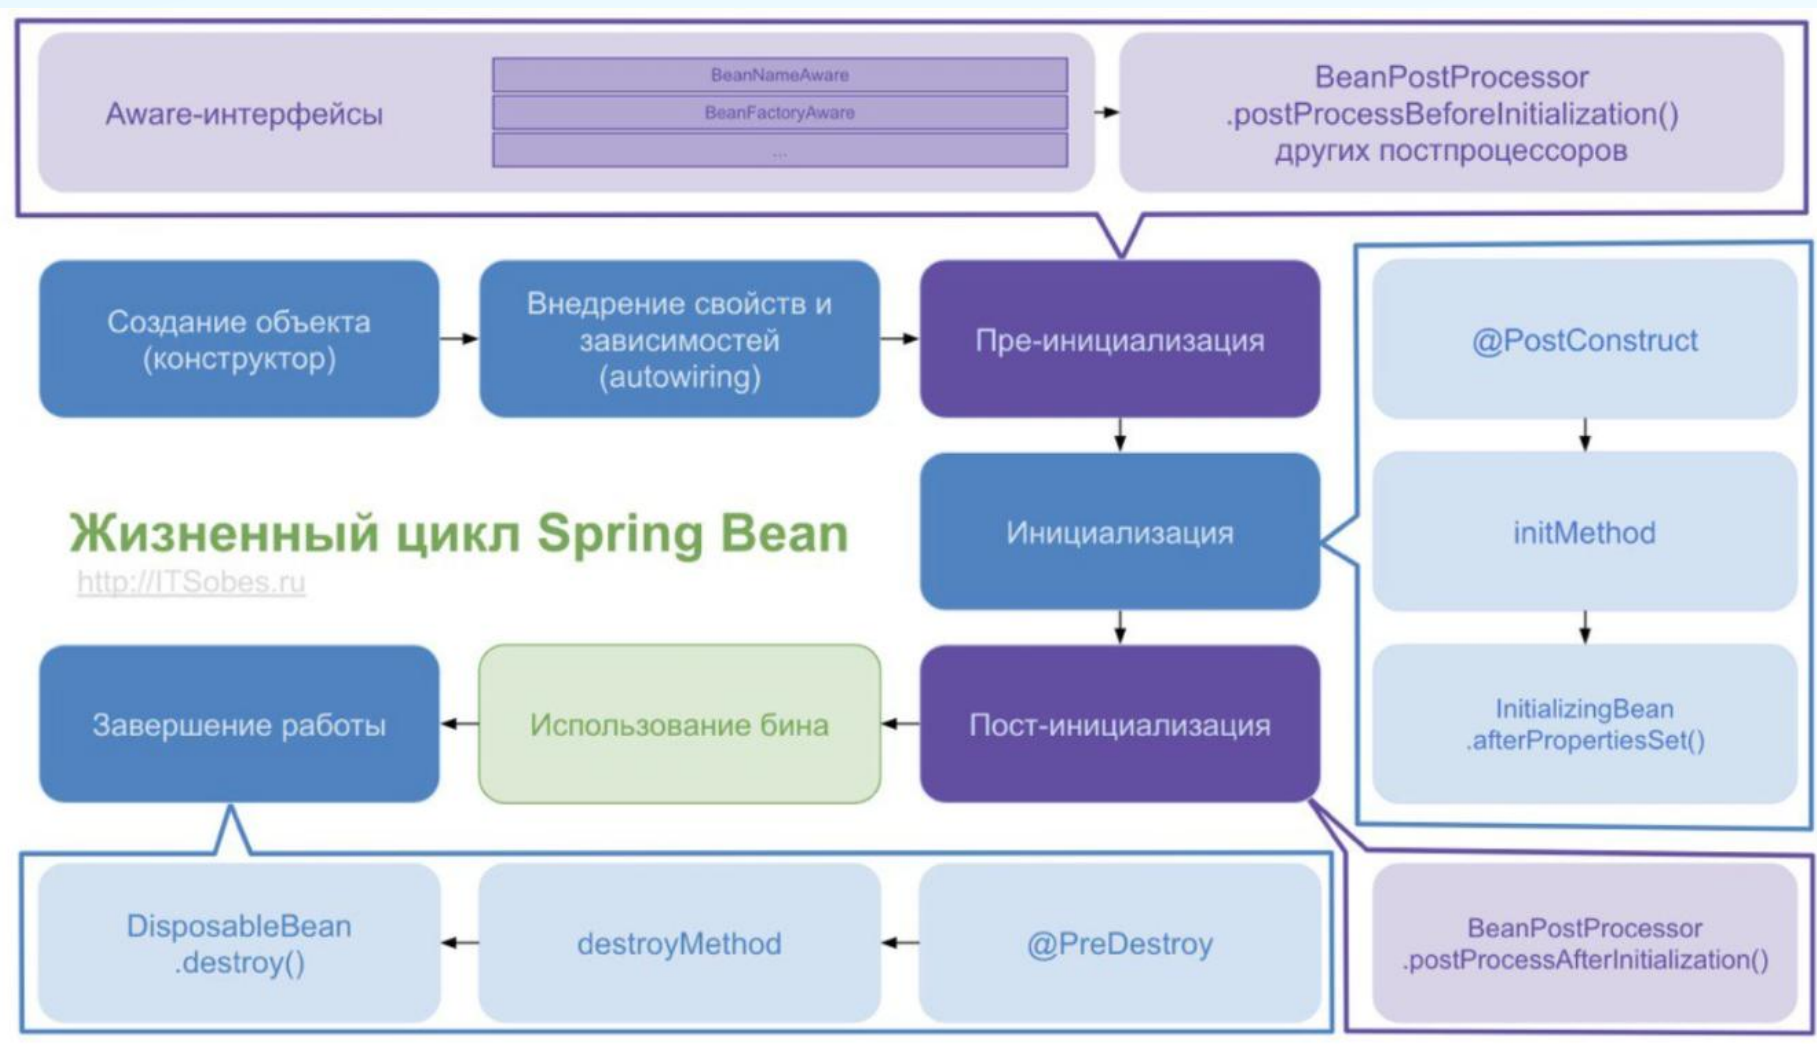 Aware-интерфейсы
BeanNameAware
BeanFactoryAware
...
BeanPostProcessor
.postProcessBeforeInitialization()
других постпроцессоров
Создание объекта
(конструктор)
Внедрение свойств и
зависимостей
(autowiring)
Пре-инициализация
@PostConstruct
Жизненный цикл Spring Bean
http://ITSobes.ru
Инициализация
initMethod
Завершение работы
Использование бина
Пост-инициализация
InitializingBean
.afterPropertiesSet()
DisposableBean
.destroy()
destroyMethod
@PreDestroy
BeanPostProcessor
.postProcessAfterInitialization()